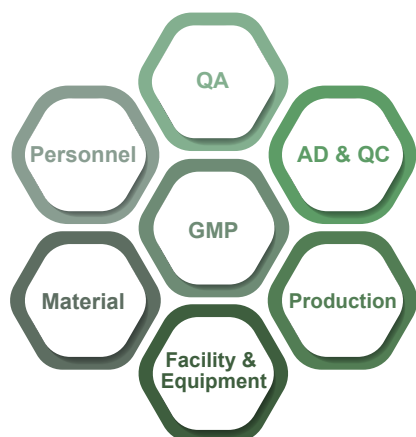 QA
Personnel
AD & QC
GMP
Material
Production
Facility &
Equipment